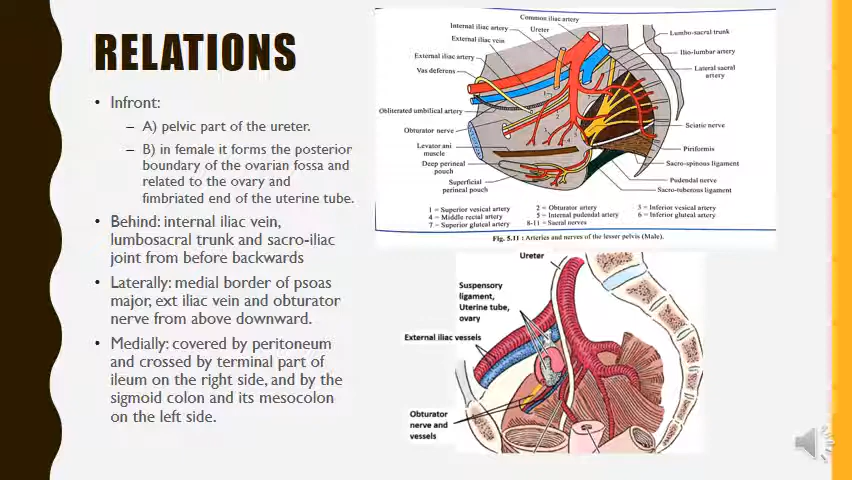 RELATIONS
• Infront:
– A) pelvic part of the ureter.
– B) in female it forms the posterior
boundary of the ovarian fossa and
related to the ovary and
fimbriated end of the uterine tube.
• Behind: internal iliac vein,
lumbosacral trunk and sacro-iliac
joint from before backwards
• Laterally: medial border of psoas
major, ext iliac vein and obturator
nerve from above downward.
• Medially: covered by peritoneum
and crossed by terminal part of
ileum on the right side, and by the
sigmoid colon and its mesocolon
on the left side.
Common iliac artery
Internal iliac artery
Ureter
External iliac vein
External iliac artery
Vas deferens
Obliterated umbilical artery
Obturator nerve
Levator ani
muscle
Deep perineal
pouch
Superficial
perineal pouch
Lumbo-sacral trunk
Ilio-lumbar artery
Lateral sacral
artery
Sciatic nerve
Piriformis
Sacro-spinous ligament
Pudendal nerve
Sacro-tuberous ligament
1 = Superior vesical artery 2 = Obturator artery 3 = Inferior vesical artery
4 = Middle rectal artery 5 = Internal pudendal artery 6 = Inferior gluteal artery
7 = Superior gluteal artery 8-11 = Sacral nerves
Fig. 5.11 : Arteries and nerves of the lesser pelvis (Male).
Ureter
Suspensory
ligament,
Uterine tube,
ovary
External iliac vessels
Obturator
nerve and
vessels